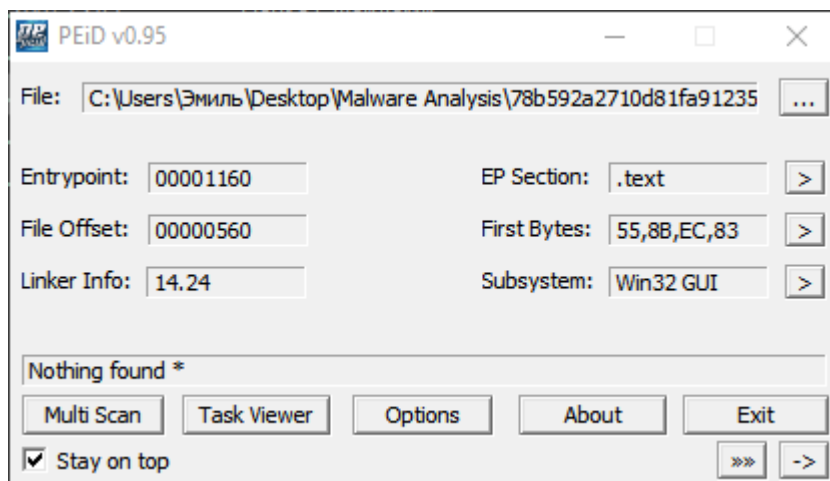 PEiD v0.95
File: C:\Users\Эмиль\Desktop\Malware Analysis\78b592a2710d81fa91235 ...
Entrypoint: 00001160 EP Section: .text >
File Offset: 00000560 First Bytes: 55,8B,EC,83 >
Linker Info: 14.24 Subsystem: Win32 GUI >
Nothing found *
Multi Scan Task Viewer Options About Exit
Stay on top »» ->